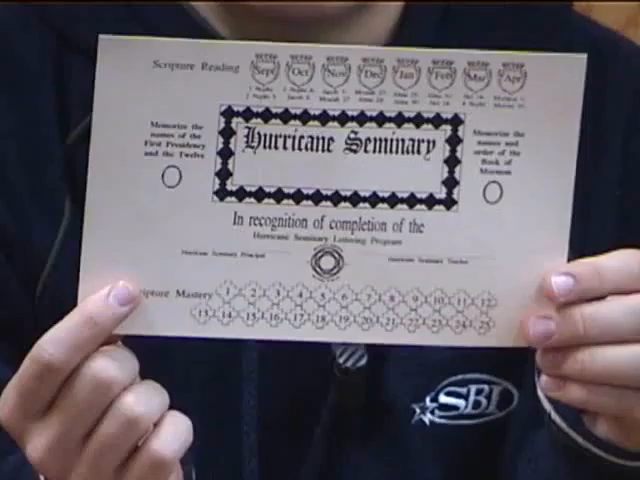 Scripture Reading
Sept Oct Nov Dec Jan Feb Mar Apr
Memorize the
names of the
First Presidency
and the Twelve
Hurricane Seminary
Memorize the
names and
order of the
Book of
Mormon
In recognition of completion of the
Hurricane Seminary Lettering Program
Hurricane Seminary Principal
Hurricane Seminary Teacher
Mastery
1 2 3 4 5 6 7 8 9 10 11 12
13 14 15 16 17 18 19 20 21 22 23 24 25
SBI